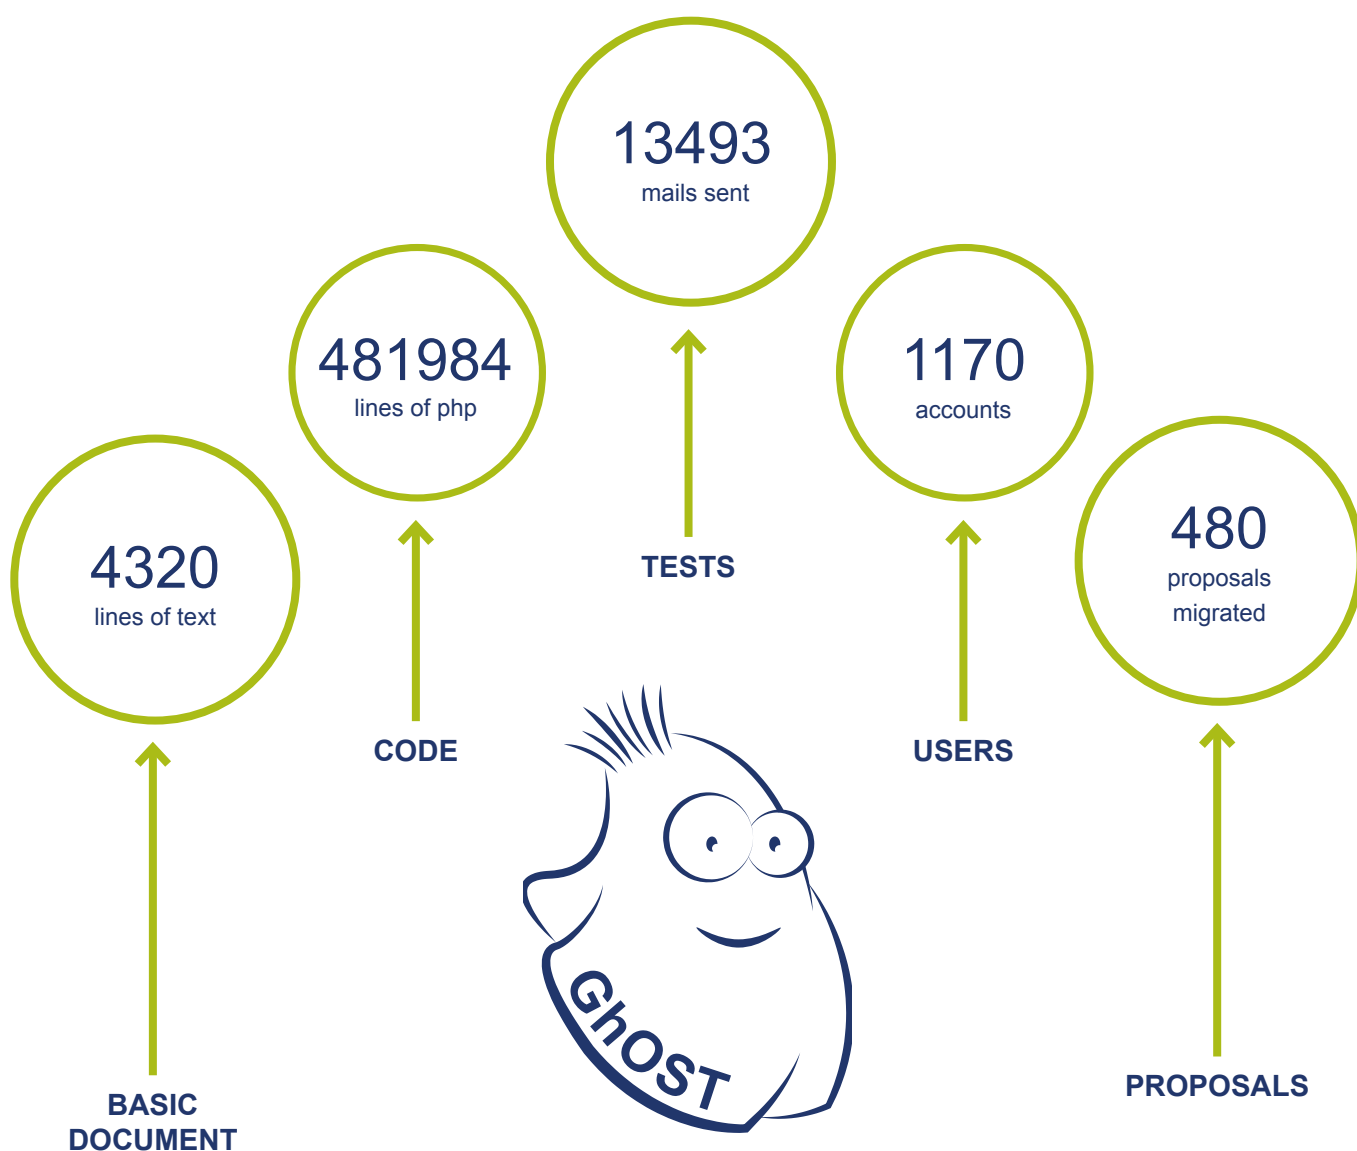 13493
mails sent
TESTS
481984
lines of php
CODE
1170
accounts
USERS
4320
lines of text
BASIC
DOCUMENT
480
proposals
migrated
PROPOSALS
GhOST